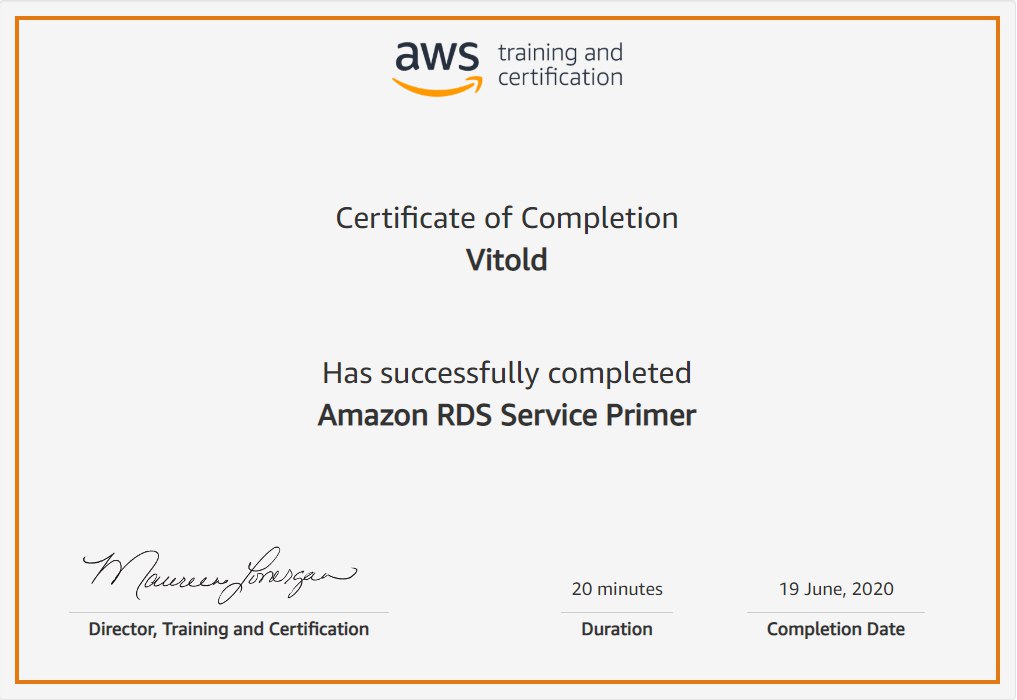 aws training and
certification
Certificate of Completion
Vitold
Has successfully completed
Amazon RDS Service Primer
Maureen Lonergan
20 minutes
19 June, 2020
Director, Training and Certification
Duration
Completion Date